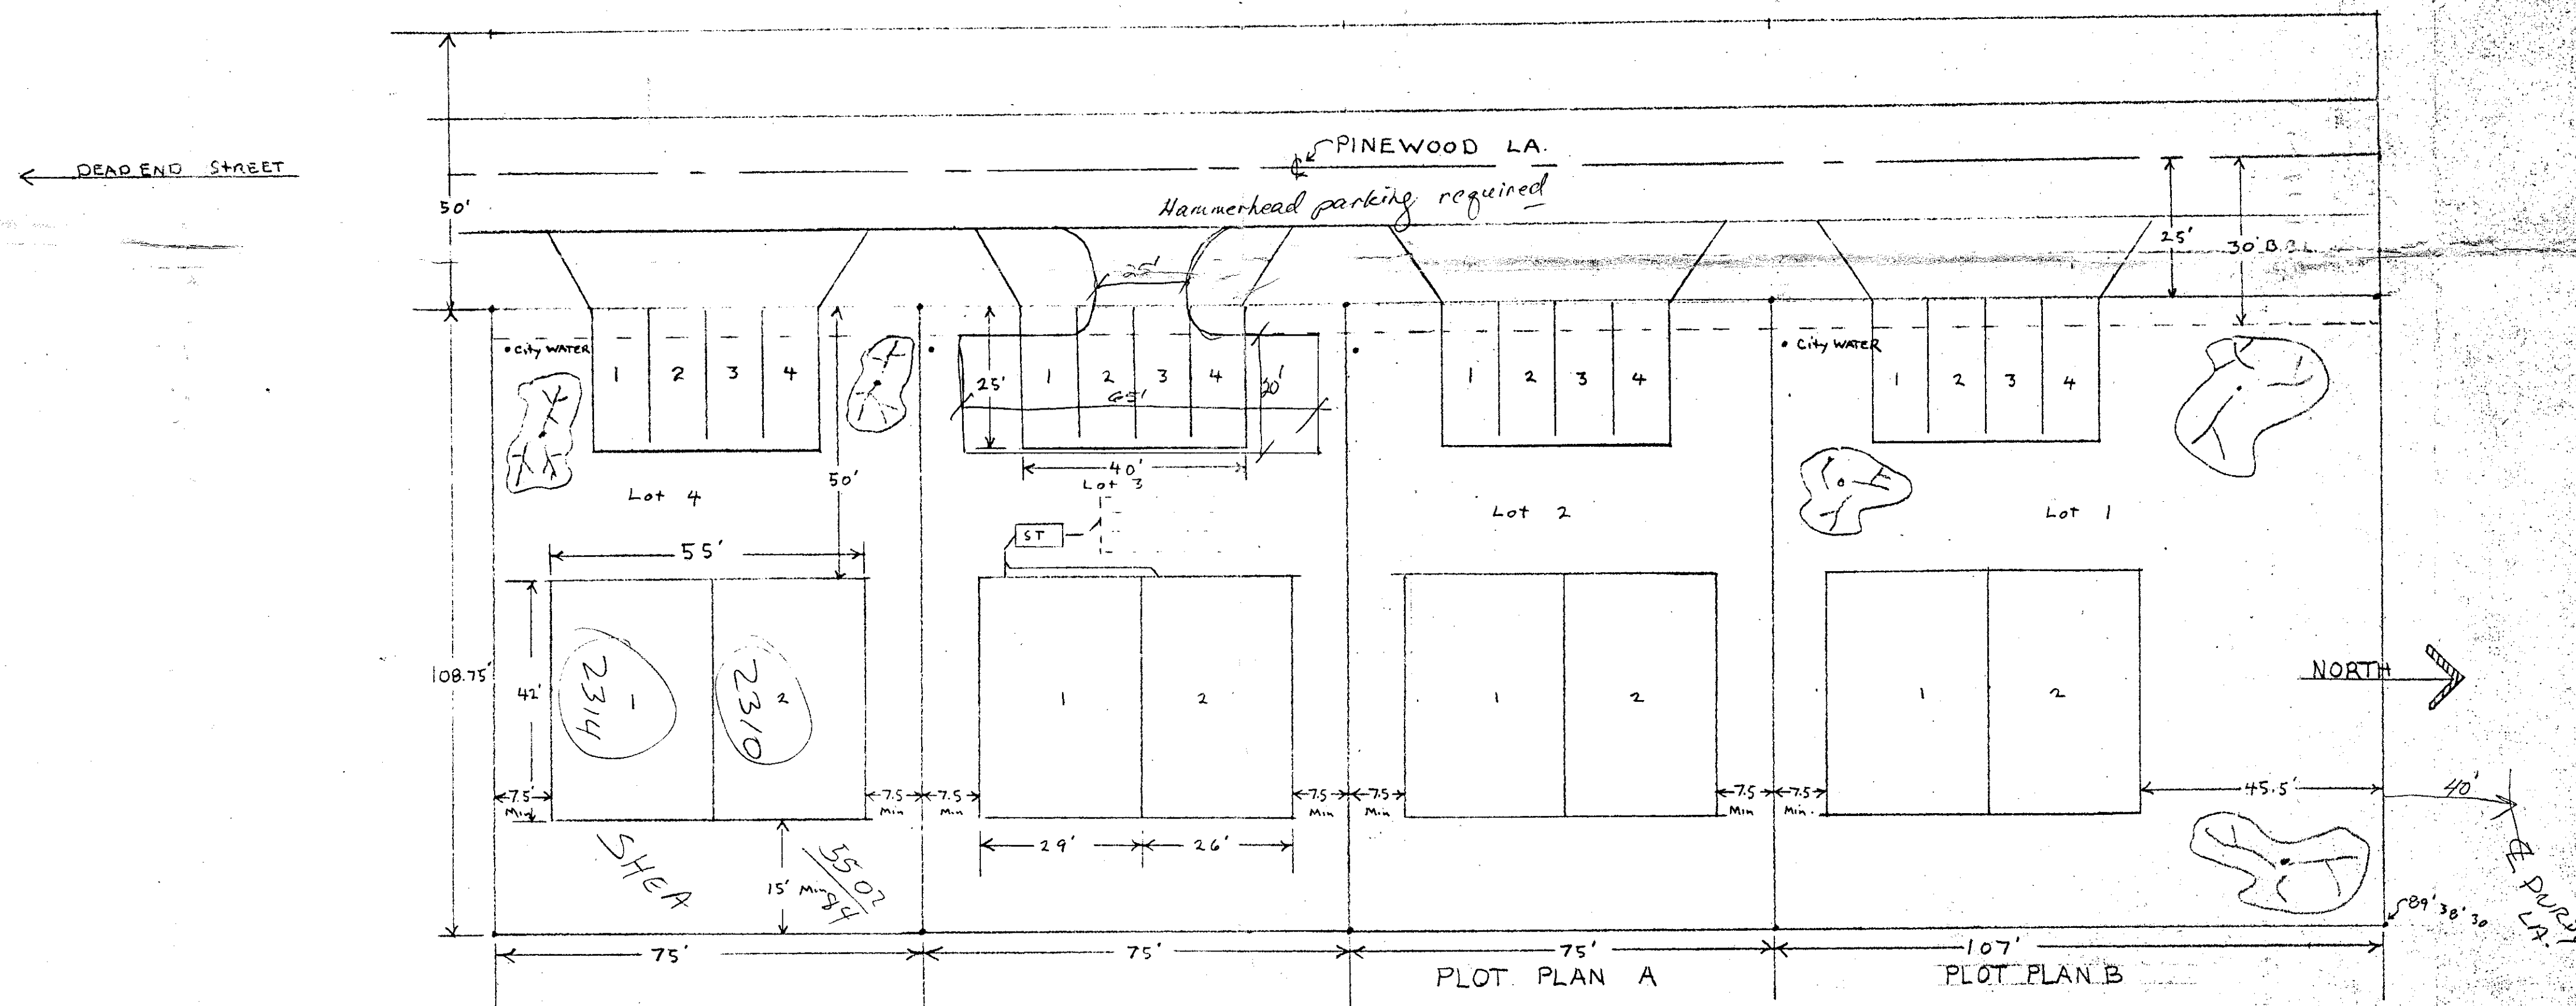 PINEWOOD LA.
DEAD END STREET
Hammerhead parking required
50'
25'
30' B.B.L.
25'
City WATER
1 2 3 4
25'
1 2 3 4
65'
20'
1 2 3 4
City WATER
1 2 3 4
40'
50'
Lot 4
Lot 3
Lot 2
Lot 1
ST
55'
108.75'
42'
1
2314
2
2310
1
2
1
2
1
2
NORTH
7.5'
Min
7.5
Min
7.5
Min
7.5
Min
7.5
Min
7.5
Min
7.5
Min.
45.5'
40'
29'
26'
SHEA
15' Min
5502
84
89' 38' 30
LA.
75'
75'
75'
107'
PLOT PLAN A
PLOT PLAN B